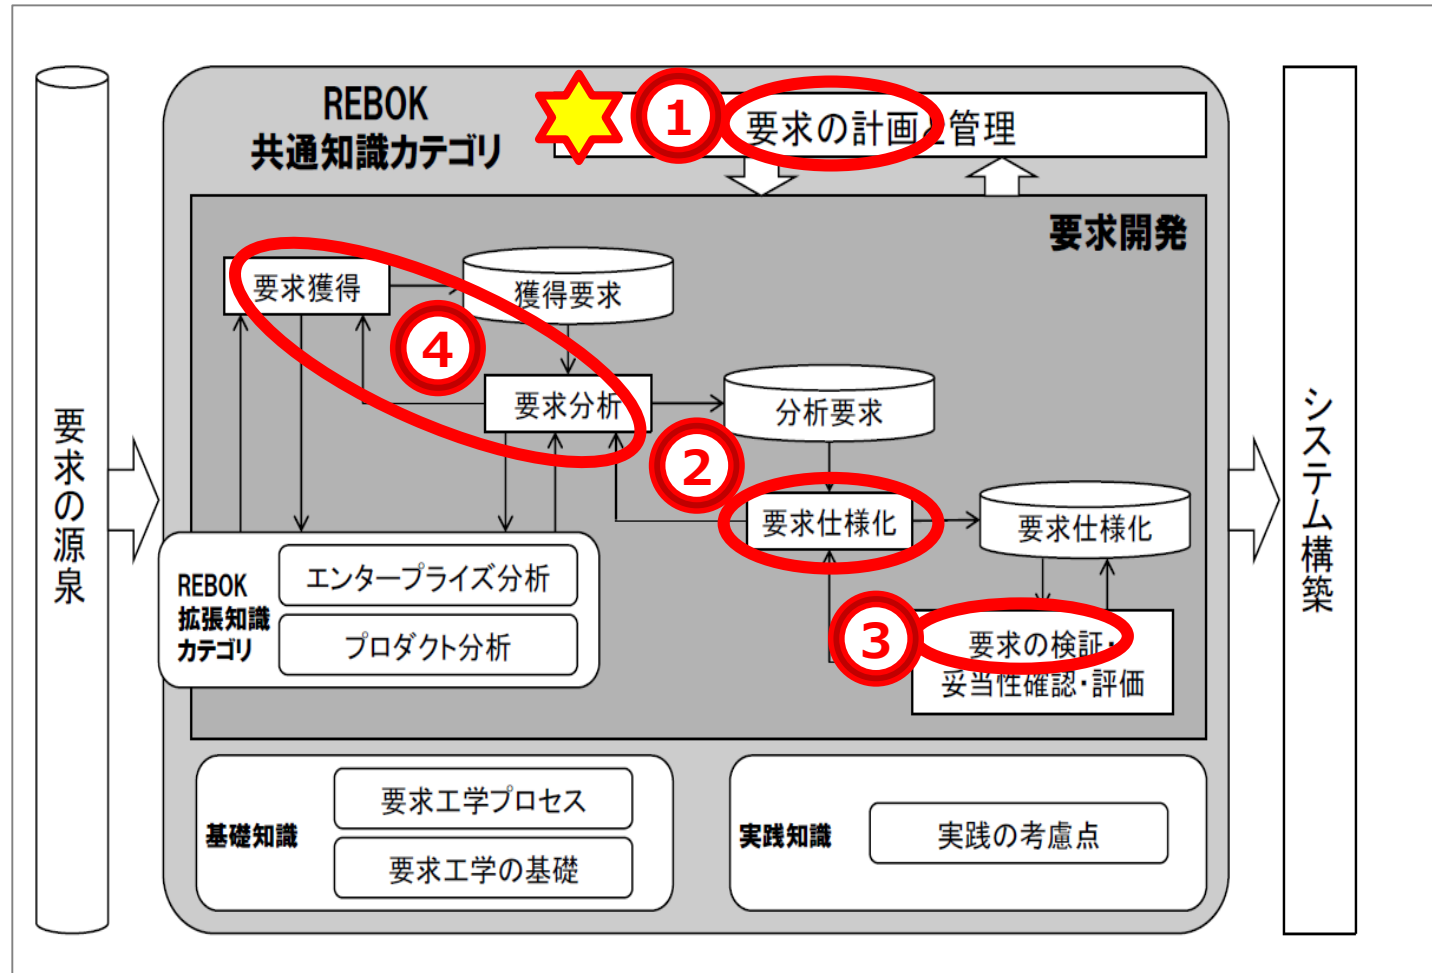 REBOK
共通知識カテゴリ
1
要求の計画と管理
要求開発
要求獲得
獲得要求
4
要求分析
分析要求
2
要求仕様化
要求仕様化
3
要求の検証・
妥当性確認・評価
要求の源泉
システム構築
REBOK
拡張知識
カテゴリ
エンタープライズ分析
プロダクト分析
基礎知識
要求工学プロセス
要求工学の基礎
実践知識
実践の考慮点